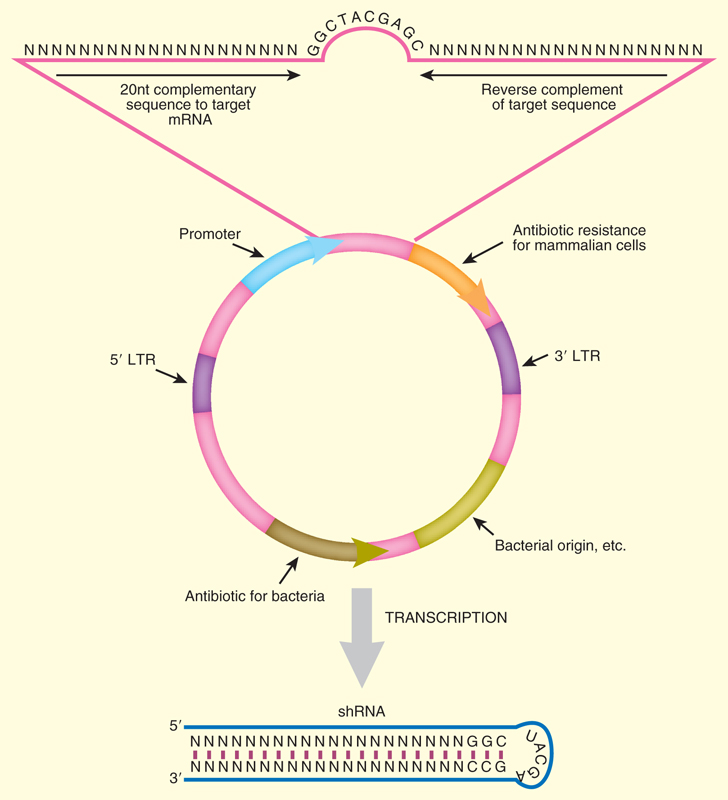 NNNNNNNNNNNNNNNNNNNN GGCTACGAGC NNNNNNNNNNNNNNNNNNNN
20nt complementary
sequence to target
mRNA
Reverse complement
of target sequence
Promoter
Antibiotic resistance
for mammalian cells
5′ LTR
3′ LTR
Bacterial origin, etc.
Antibiotic for bacteria
TRANSCRIPTION
shRNA
5′
NNNNNNNNNNNNNNNNNNNNGGC
UACGA
3′
NNNNNNNNNNNNNNNNNNNNCCG